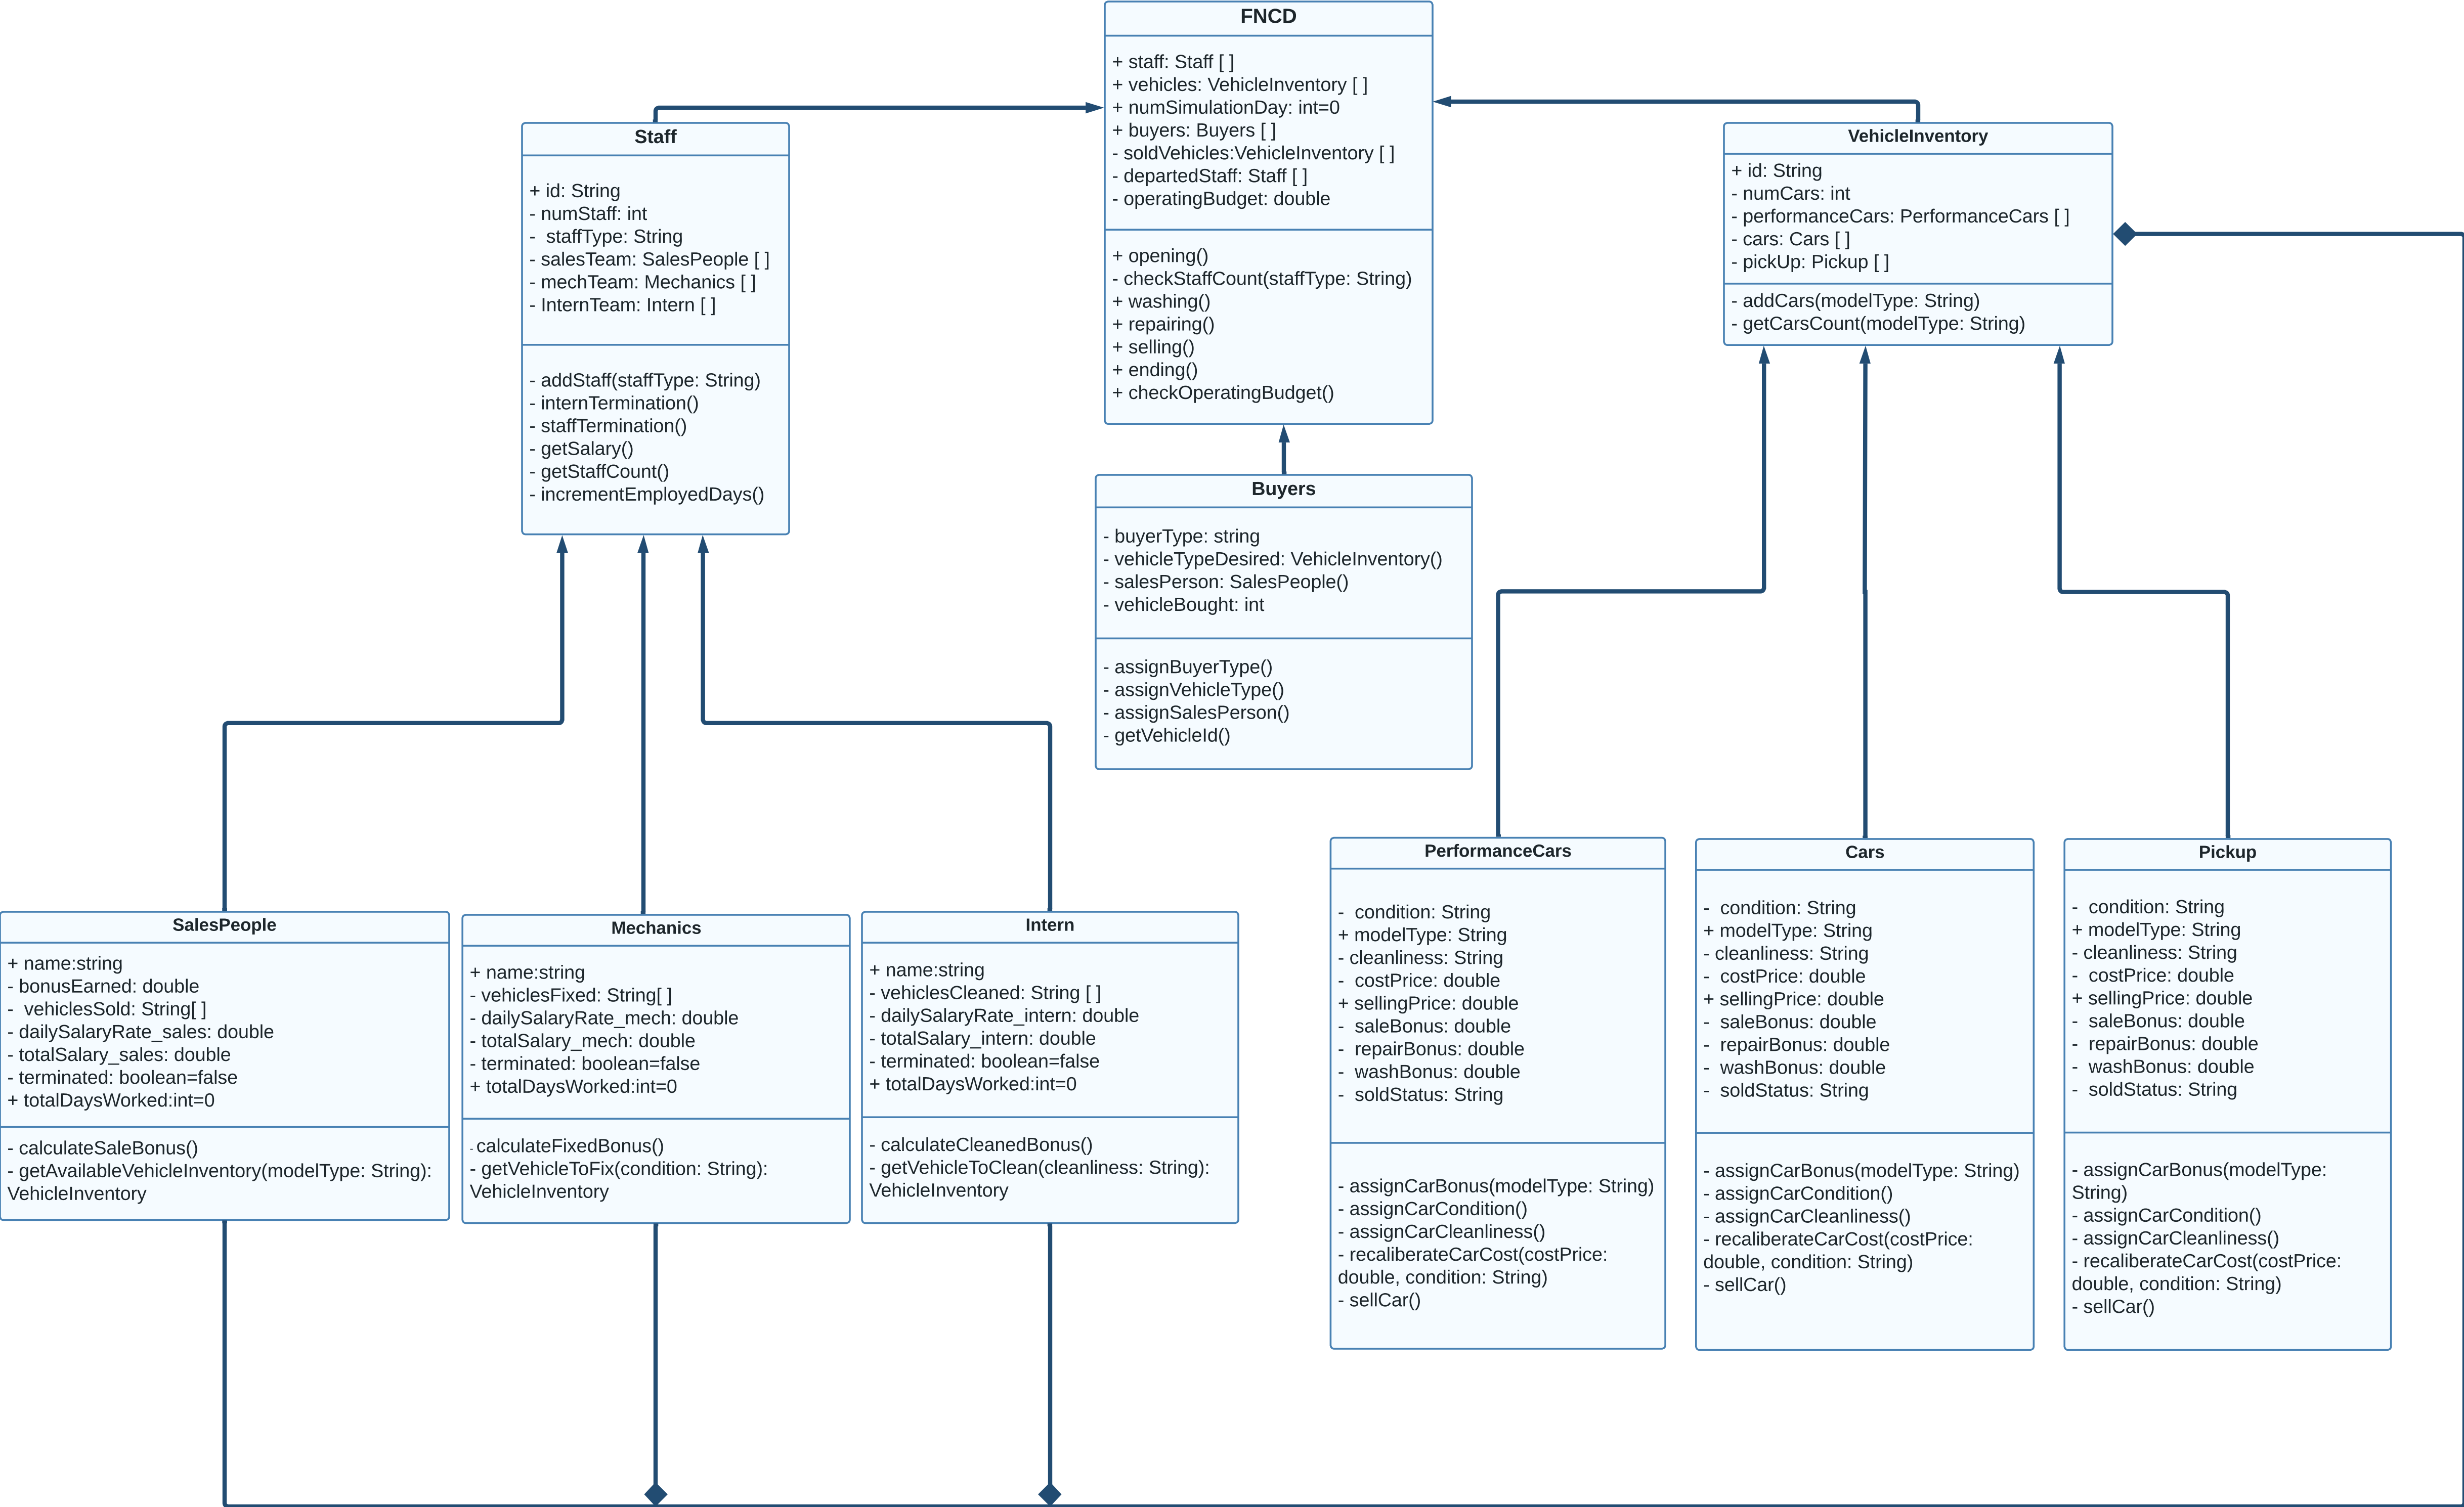 FNCD
+ staff: Staff [ ]
+ vehicles: VehicleInventory [ ]
+ numSimulationDay: int=0
+ buyers: Buyers [ ]
- soldVehicles:VehicleInventory [ ]
- departedStaff: Staff [ ]
- operatingBudget: double
+ opening()
- checkStaffCount(staffType: String)
+ washing()
+ repairing()
+ selling()
+ ending()
+ checkOperatingBudget()
Staff
+ id: String
- numStaff: int
-  staffType: String
- salesTeam: SalesPeople [ ]
- mechTeam: Mechanics [ ]
- InternTeam: Intern [ ]
- addStaff(staffType: String)
- internTermination()
- staffTermination()
- getSalary()
- getStaffCount()
- incrementEmployedDays()
VehicleInventory
+ id: String
- numCars: int
- performanceCars: PerformanceCars [ ]
- cars: Cars [ ]
- pickUp: Pickup [ ]
- addCars(modelType: String)
- getCarsCount(modelType: String)
Buyers
- buyerType: string
- vehicleTypeDesired: VehicleInventory()
- salesPerson: SalesPeople()
- vehicleBought: int
- assignBuyerType()
- assignVehicleType()
- assignSalesPerson()
- getVehicleId()
SalesPeople
+ name:string
- bonusEarned: double
-  vehiclesSold: String[ ]
- dailySalaryRate_sales: double
- totalSalary_sales: double
- terminated: boolean=false
+ totalDaysWorked:int=0
- calculateSaleBonus()
- getAvailableVehicleInventory(modelType: String):
VehicleInventory
Mechanics
+ name:string
- vehiclesFixed: String[ ]
- dailySalaryRate_mech: double
- totalSalary_mech: double
- terminated: boolean=false
+ totalDaysWorked:int=0
- calculateFixedBonus()
- getVehicleToFix(condition: String):
VehicleInventory
Intern
+ name:string
- vehiclesCleaned: String [ ]
- dailySalaryRate_intern: double
- totalSalary_intern: double
- terminated: boolean=false
+ totalDaysWorked:int=0
- calculateCleanedBonus()
- getVehicleToClean(cleanliness: String):
VehicleInventory
PerformanceCars
-  condition: String
+ modelType: String
- cleanliness: String
-  costPrice: double
+ sellingPrice: double
-  saleBonus: double
-  repairBonus: double
-  washBonus: double
-  soldStatus: String
- assignCarBonus(modelType: String)
- assignCarCondition()
- assignCarCleanliness()
- recaliberateCarCost(costPrice:
double, condition: String)
- sellCar()
Cars
-  condition: String
+ modelType: String
- cleanliness: String
-  costPrice: double
+ sellingPrice: double
-  saleBonus: double
-  repairBonus: double
-  washBonus: double
-  soldStatus: String
- assignCarBonus(modelType: String)
- assignCarCondition()
- assignCarCleanliness()
- recaliberateCarCost(costPrice:
double, condition: String)
- sellCar()
Pickup
-  condition: String
+ modelType: String
- cleanliness: String
-  costPrice: double
+ sellingPrice: double
-  saleBonus: double
-  repairBonus: double
-  washBonus: double
-  soldStatus: String
- assignCarBonus(modelType:
String)
- assignCarCondition()
- assignCarCleanliness()
- recaliberateCarCost(costPrice:
double, condition: String)
- sellCar()